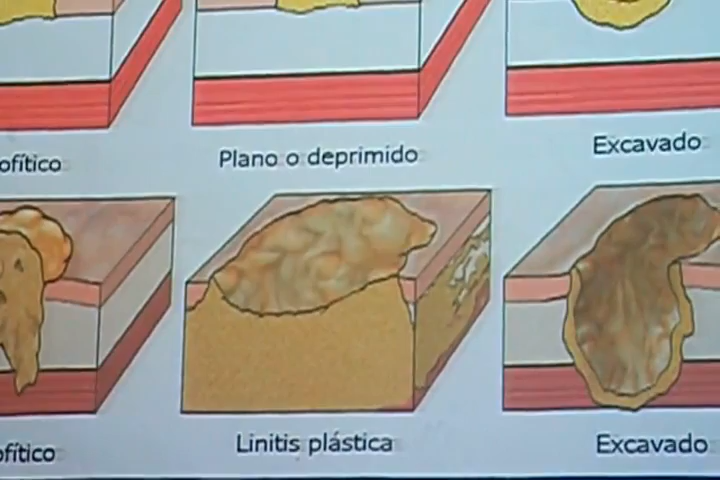 ofítico
Plano o deprimido
Excavado
ofítico
Linitis plástica
Excavado